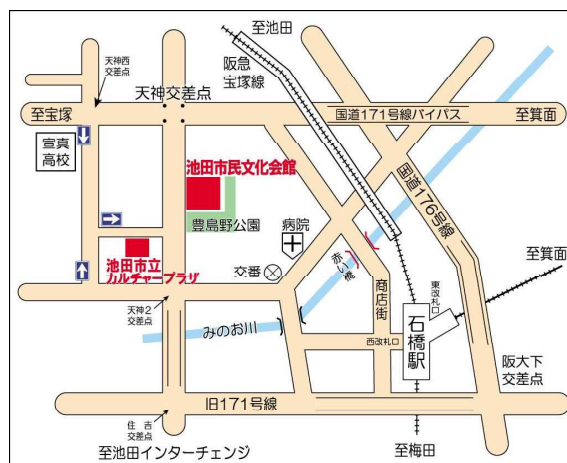 至池田
阪急
宝塚線
天神西
交差点
天神交差点
至宝塚
国道171号線バイパス
至箕面
宣真
高校
池田市民文化会館
国道176号線
豊島野公園
病院
赤い橋
至箕面
池田市立
カルチャープラザ
交番
商店街
東改札口
石橋駅
天神2
交差点
みのお川
西改札口
阪大下
交差点
旧171号線
住吉
交差点
至池田インターチェンジ
至梅田